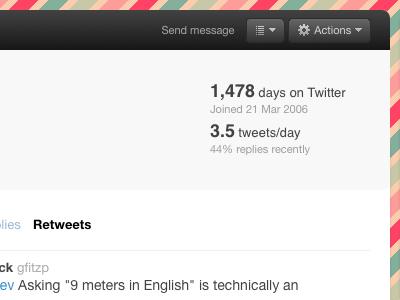 Send message Actions
1,478 days on Twitter
Joined 21 Mar 2006
3.5 tweets/day
44% replies recently
plies Retweets
ck gfitzp
ev Asking "9 meters in English" is technically an